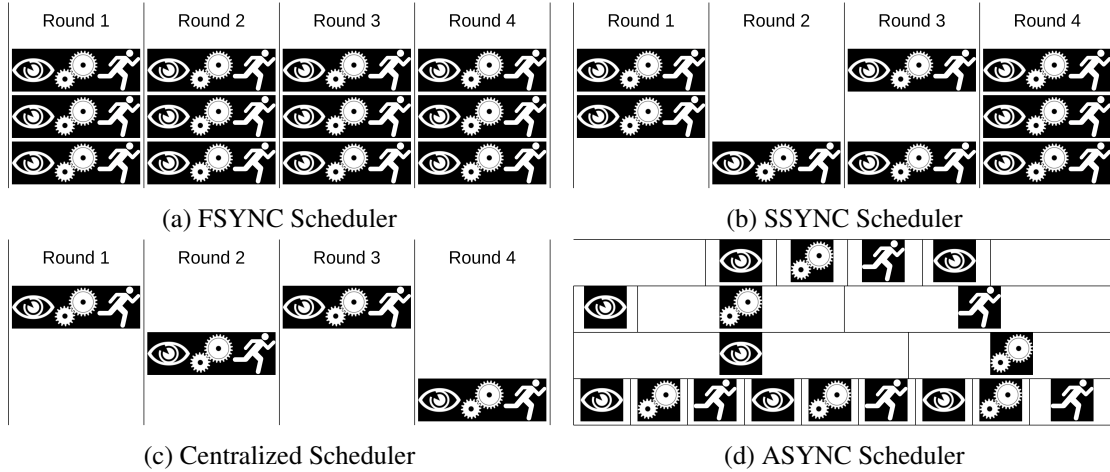 Round 1 Round 2 Round 3 Round 4
(a) FSYNC Scheduler
Round 1 Round 2 Round 3 Round 4
(b) SSYNC Scheduler
Round 1 Round 2 Round 3 Round 4
(c) Centralized Scheduler
(d) ASYNC Scheduler